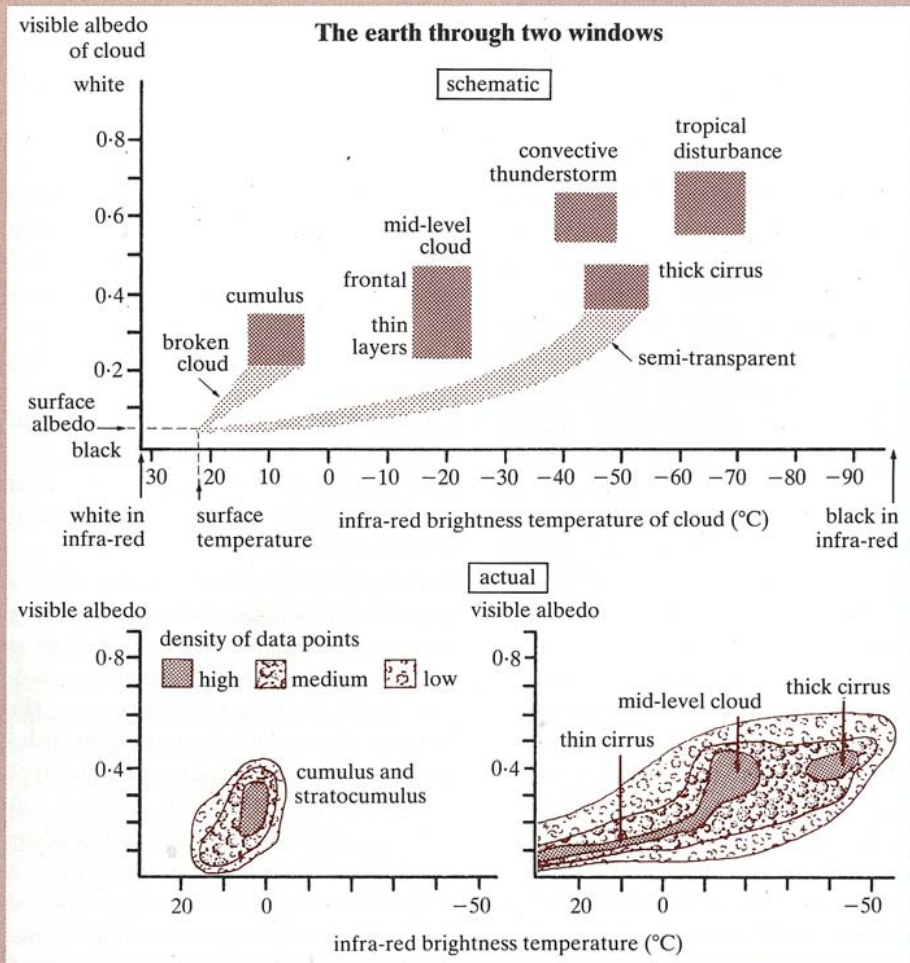 The earth through two windows
visible albedo
of cloud
white
schematic
0·8
0·6
0·4
0·2
surface
albedo
black
tropical
disturbance
convective
thunderstorm
mid-level
cloud
frontal
thin
layers
thick cirrus
cumulus
broken
cloud
semi-transparent
30 20 10 0 −10 −20 −30 −40 −50 −60 −70 −80 −90
white in
infra-red
surface
temperature
infra-red brightness temperature of cloud (°C)
black in
infra-red
actual
visible albedo
density of data points
high medium low
0·8
0·4
cumulus and
stratocumulus
20 0 −50
visible albedo
0·8
0·4
thin cirrus
mid-level cloud
thick cirrus
20 0 −50
infra-red brightness temperature (°C)